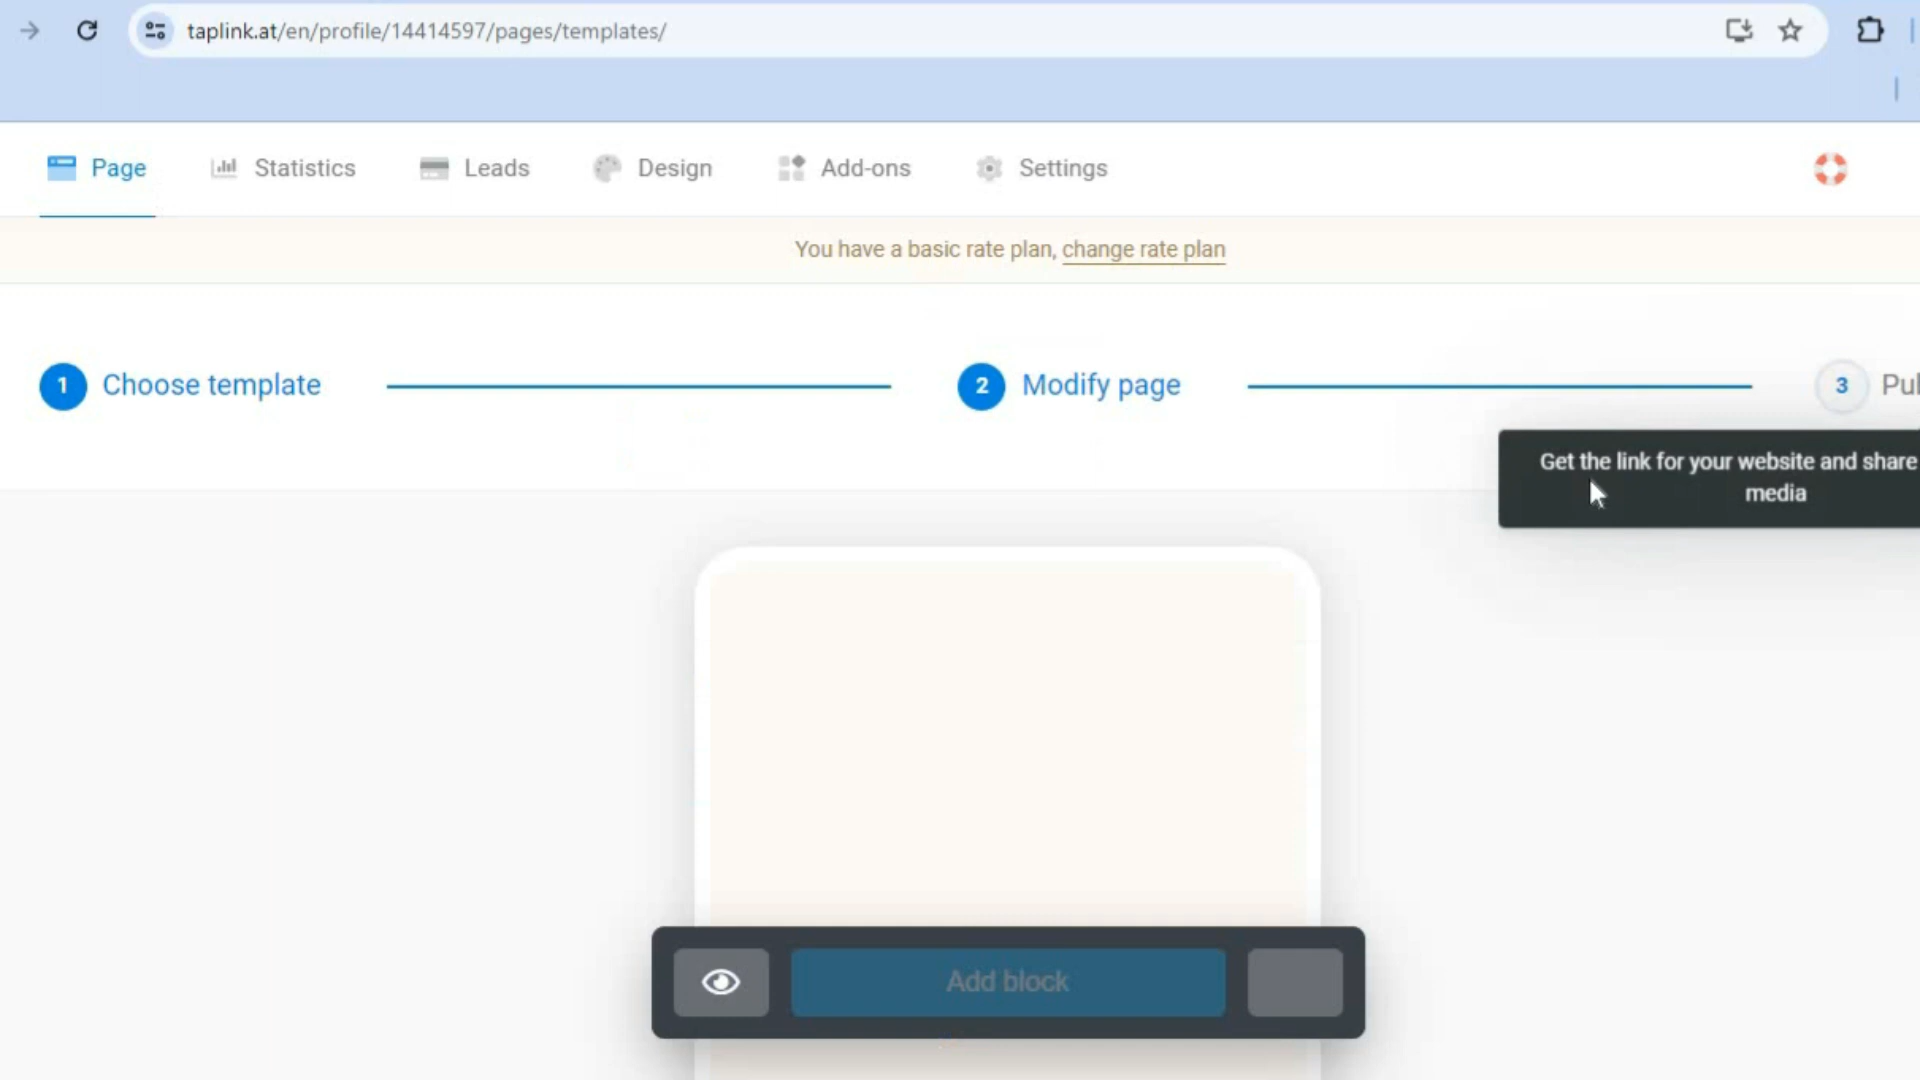 taplink.at/en/profile/14414597/pages/templates/
Page Statistics Leads Design Add-ons Settings
You have a basic rate plan, change rate plan
1 Choose template 2 Modify page 3
Get the link for your website and share
media
Add block